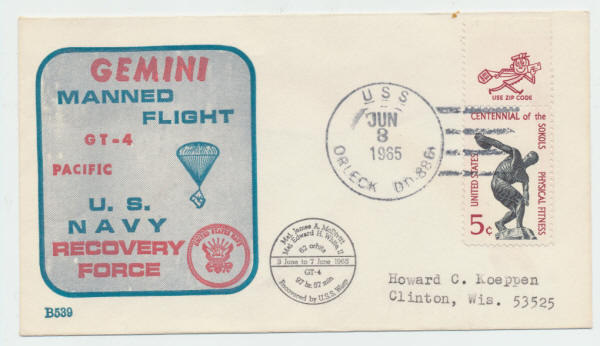 GEMINI
MANNED
FLIGHT
GT-4
PACIFIC
U. S.
NAVY
RECOVERY
FORCE
UNITED STATES NAVY
B539
Maj. James A. McDivitt
Maj. Edward H. White, II
62 orbits
3 June to 7 June 1965
GT-4
97 hr. 57 min
Recovered by U.S.S. Wasp
USS
JUN
8
1965
ORLECK DD-886
USE ZIP CODE
CENTENNIAL of the
SOKOLS
PHYSICAL FITNESS
UNITED STATES
5c
Howard C. Koeppen
Clinton, Wis. 53525